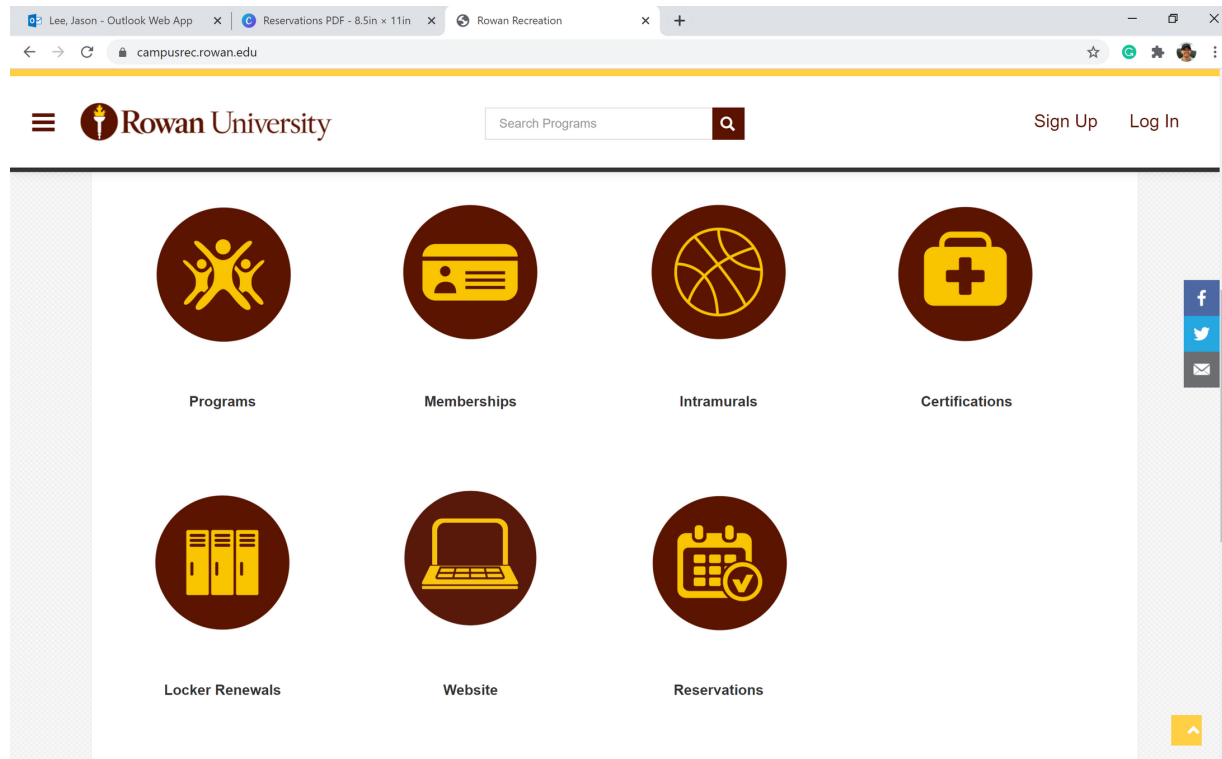 Lee, Jason - Outlook Web App
Reservations PDF - 8.5in × 11in
Rowan Recreation
campusrec.rowan.edu
Rowan University
Search Programs
Sign Up
Log In
Programs
Memberships
Intramurals
Certifications
Locker Renewals
Website
Reservations